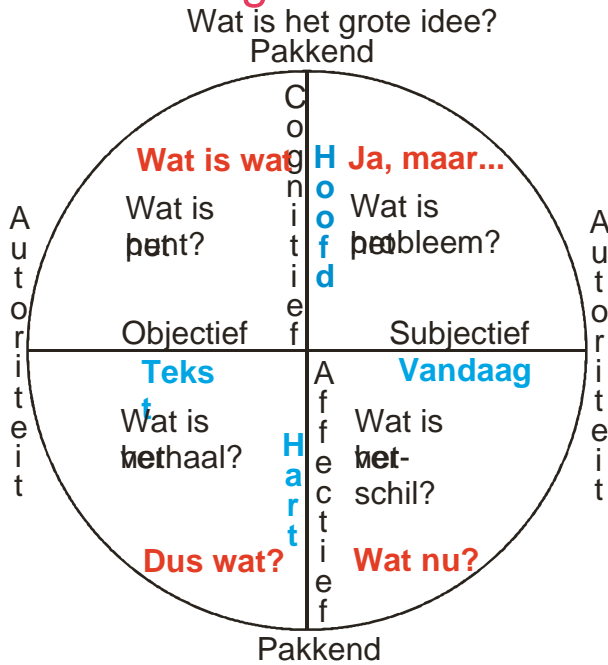 Wat is het grote idee?
Pakkend
Cognitief
Hoofd
Wat is wat
Ja, maar...
Wat is
het
punt?
Wat is
het
probleem?
Autoriteit
Autoriteit
Objectief
Subjectief
Tekst
Vandaag
Affectief
Hart
Wat is
het
verhaal?
Wat is
het
ver-
schil?
Dus wat?
Wat nu?
Pakkend